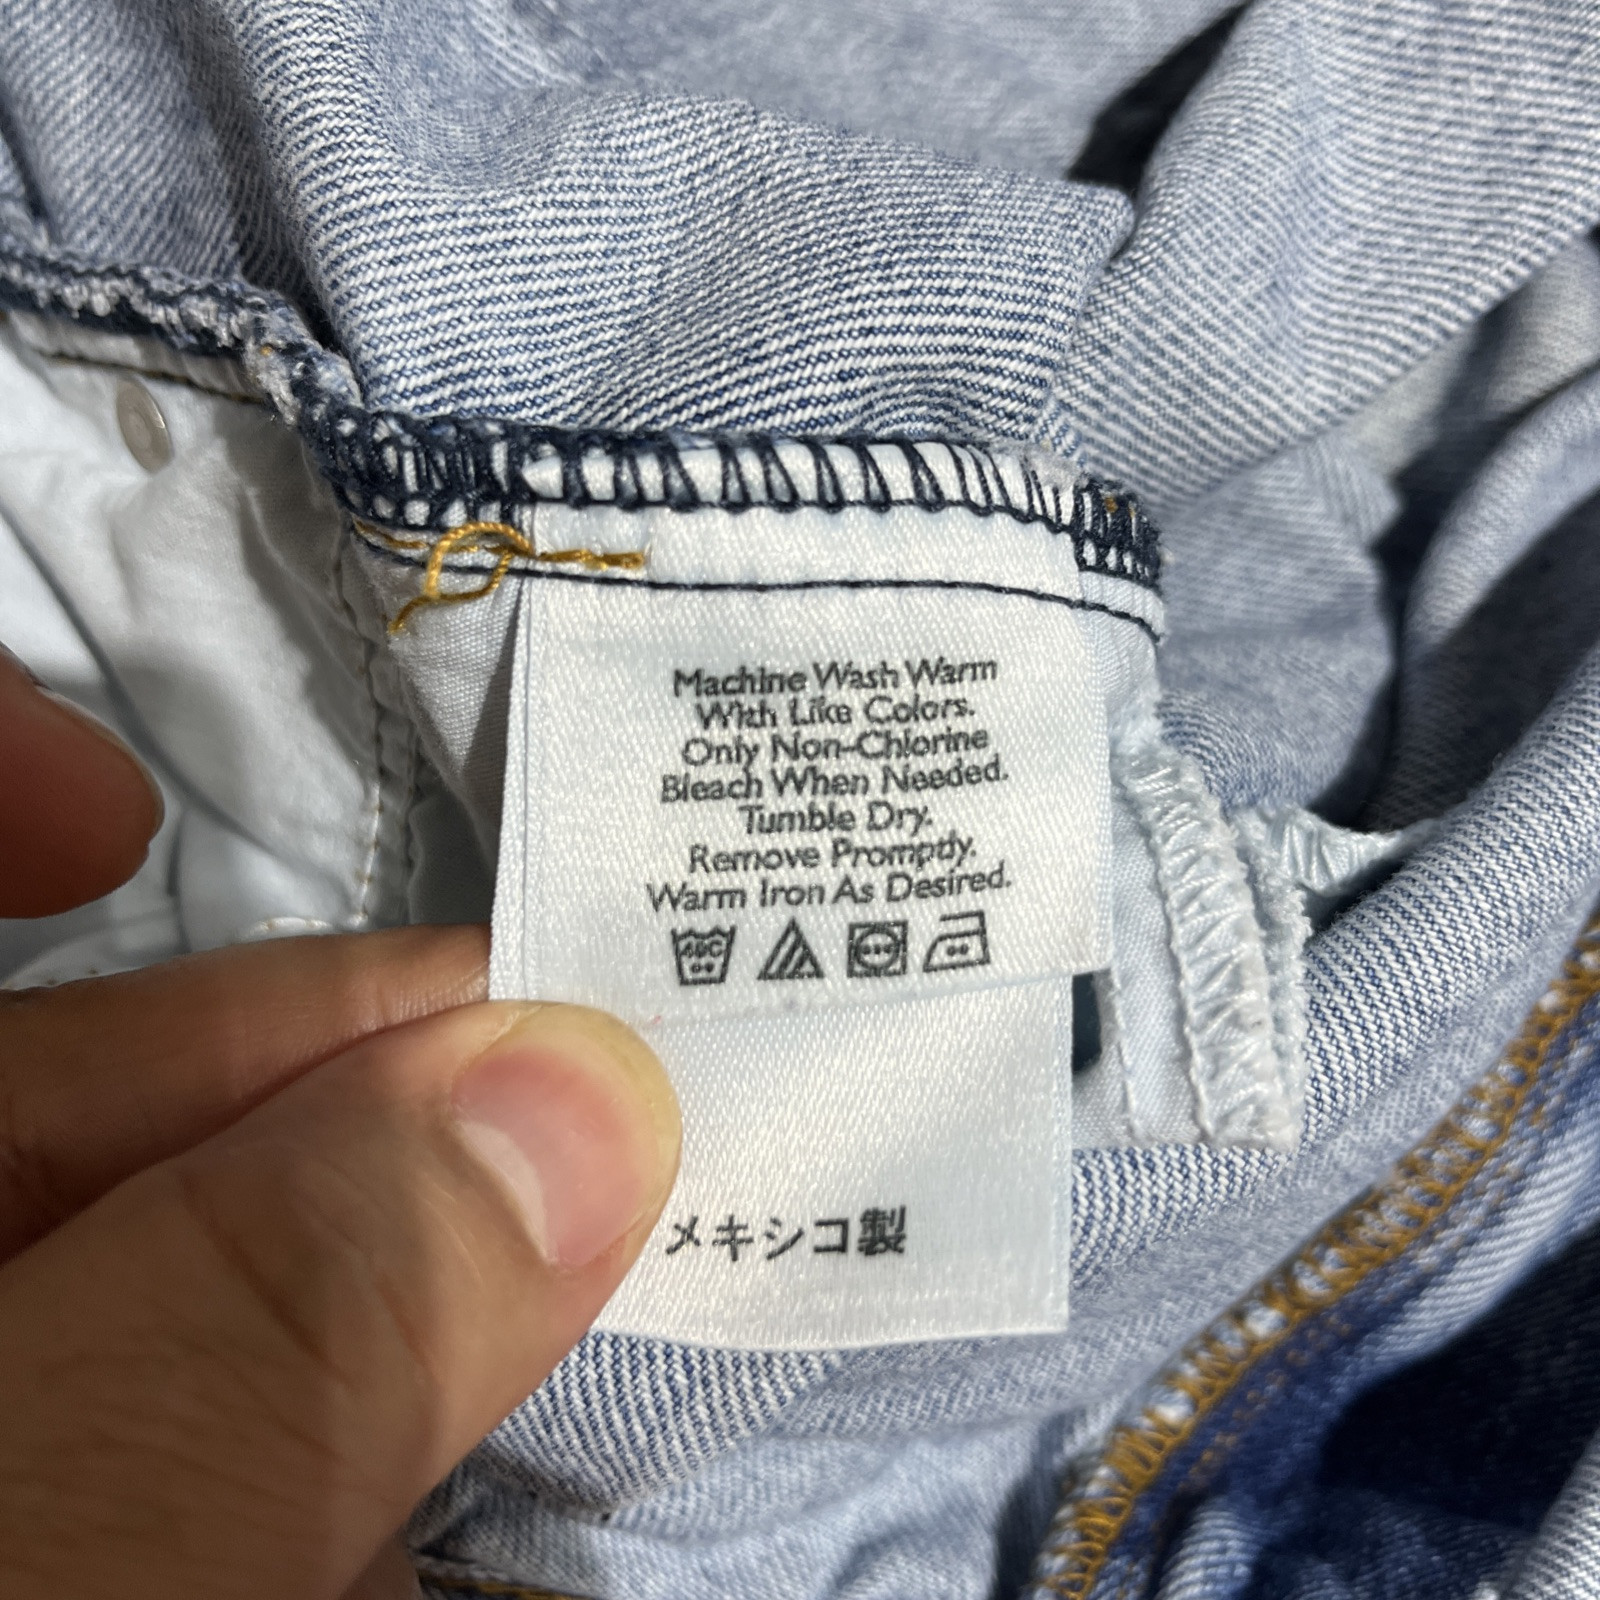 Machine Wash Warm
With Like Colors.
Only Non-Chlorine
Bleach When Needed.
Tumble Dry.
Remove Promptly.
Warm Iron As Desired.
40C
メキシコ製